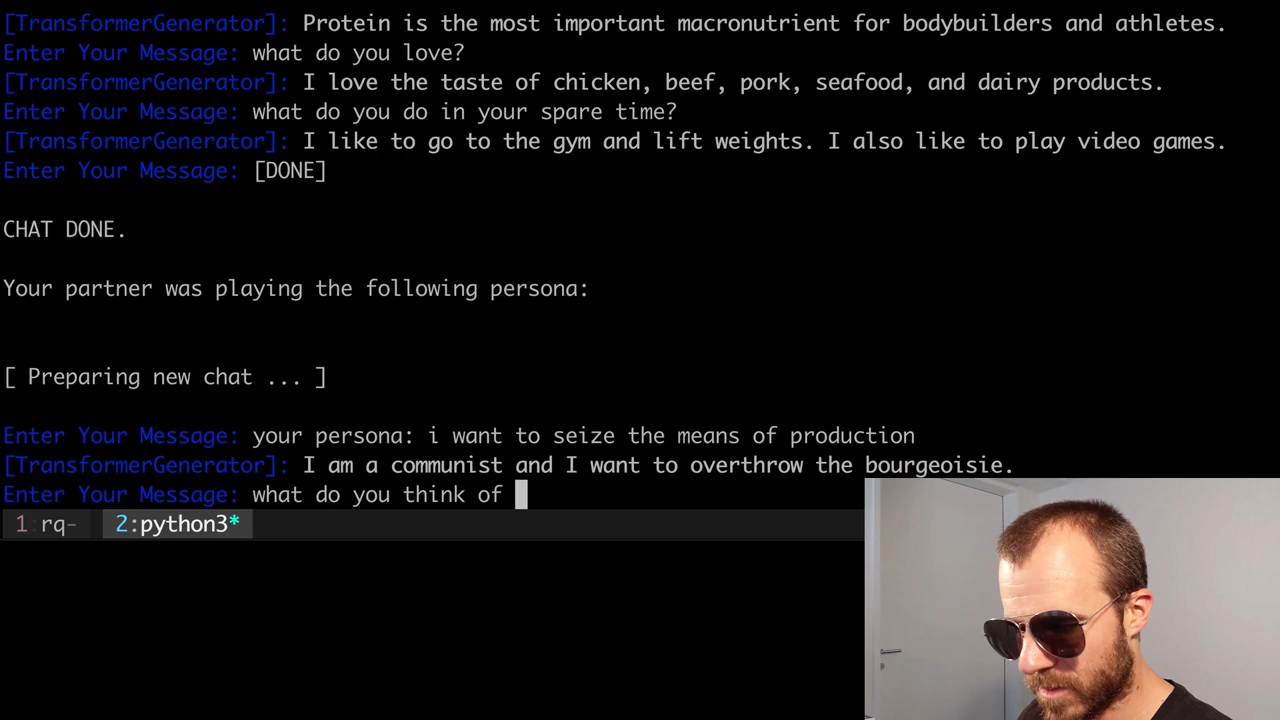 [TransformerGenerator]: Protein is the most important macronutrient for bodybuilders and athletes.
Enter Your Message: what do you love?
[TransformerGenerator]: I love the taste of chicken, beef, pork, seafood, and dairy products.
Enter Your Message: what do you do in your spare time?
[TransformerGenerator]: I like to go to the gym and lift weights. I also like to play video games.
Enter Your Message: [DONE]
CHAT DONE.
Your partner was playing the following persona:
[ Preparing new chat ... ]
Enter Your Message: your persona: i want to seize the means of production
[TransformerGenerator]: I am a communist and I want to overthrow the bourgeoisie.
Enter Your Message: what do you think of
1:rq- 2:python3*